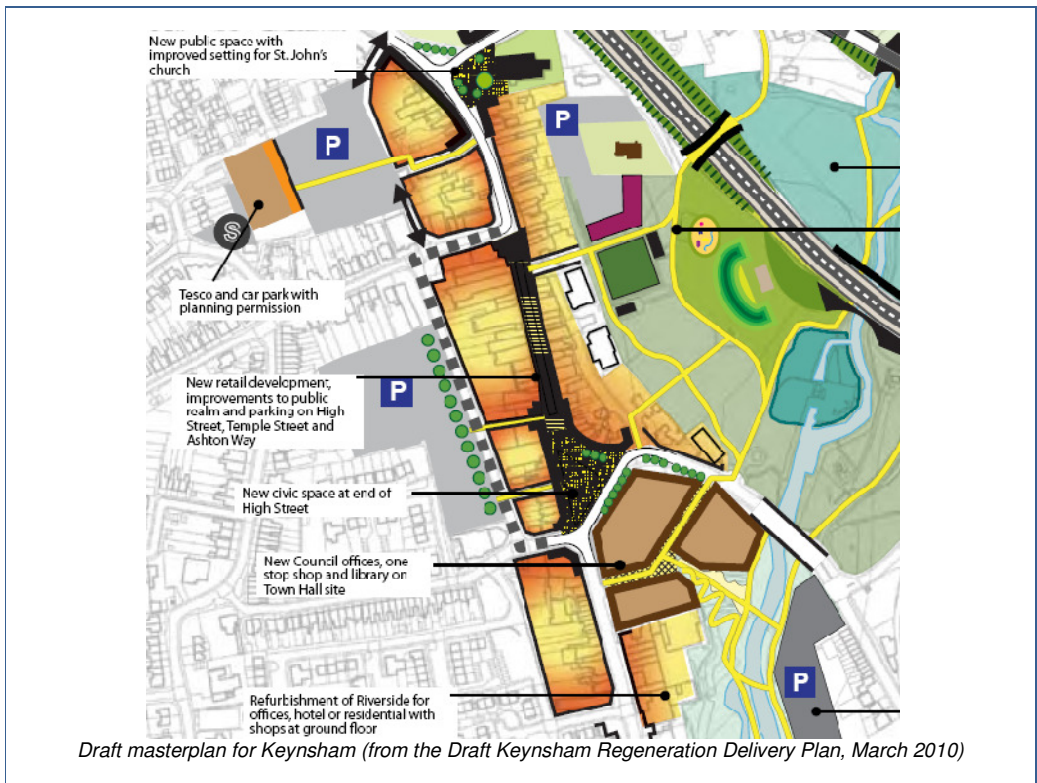 New public space with
improved setting for St. John's
church
P
P
S
Tesco and car park with
planning permission
New retail development,
improvements to public
realm and parking on High
Street, Temple Street and
Ashton Way
P
New civic space at end of
High Street
New Council offices, one
stop shop and library on
Town Hall site
Refurbishment of Riverside for
offices, hotel or residential with
shops at ground floor
P
Draft masterplan for Keynsham (from the Draft Keynsham Regeneration Delivery Plan, March 2010)